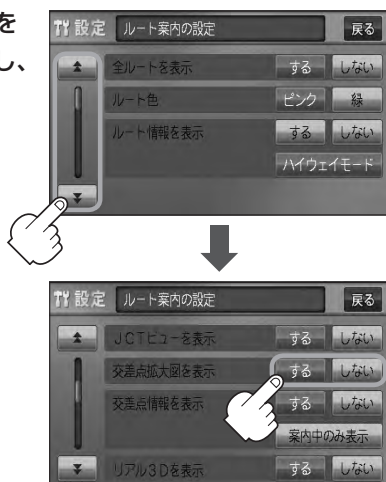 を
し、
設定 ルート案内の設定 戻る
全ルートを表示 する しない
ルート色 ピンク 緑
ルート情報を表示 する しない
ハイウェイモード
設定 ルート案内の設定 戻る
JCTビューを表示 する しない
交差点拡大図を表示 する しない
交差点情報を表示 する しない
案内中のみ表示
リアル3Dを表示 する しない